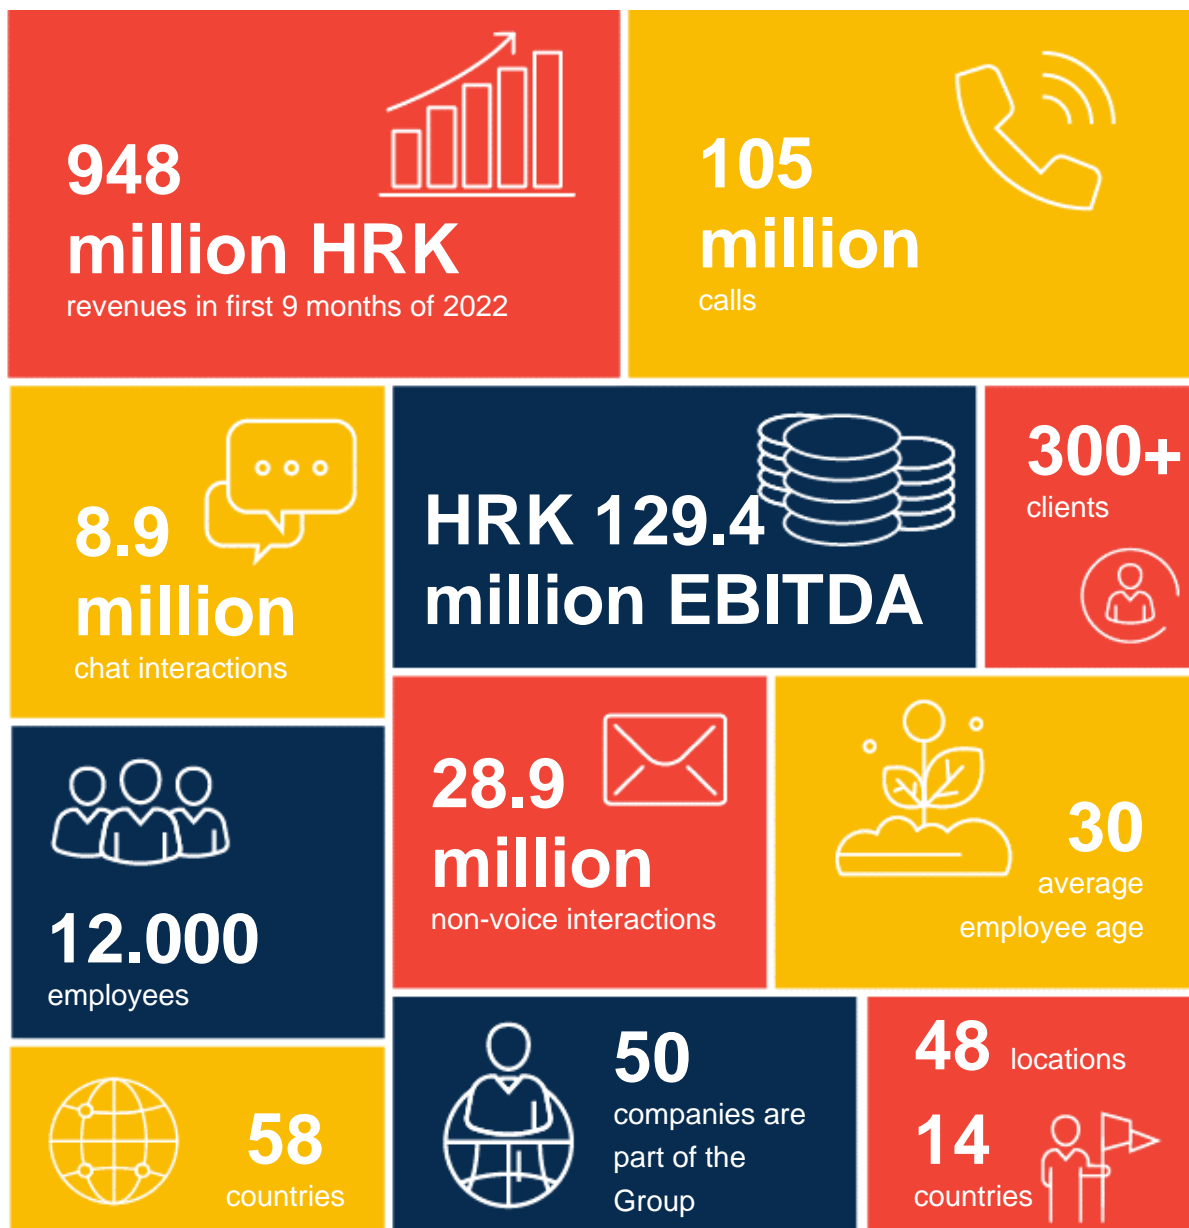 948
million HRK
revenues in first 9 months of 2022
105
million
calls
8.9
million
chat interactions
HRK 129.4
million EBITDA
300+
clients
12.000
employees
28.9
million
non-voice interactions
30
average
employee age
58
countries
50
companies are
part of the
Group
48 locations
14
countries